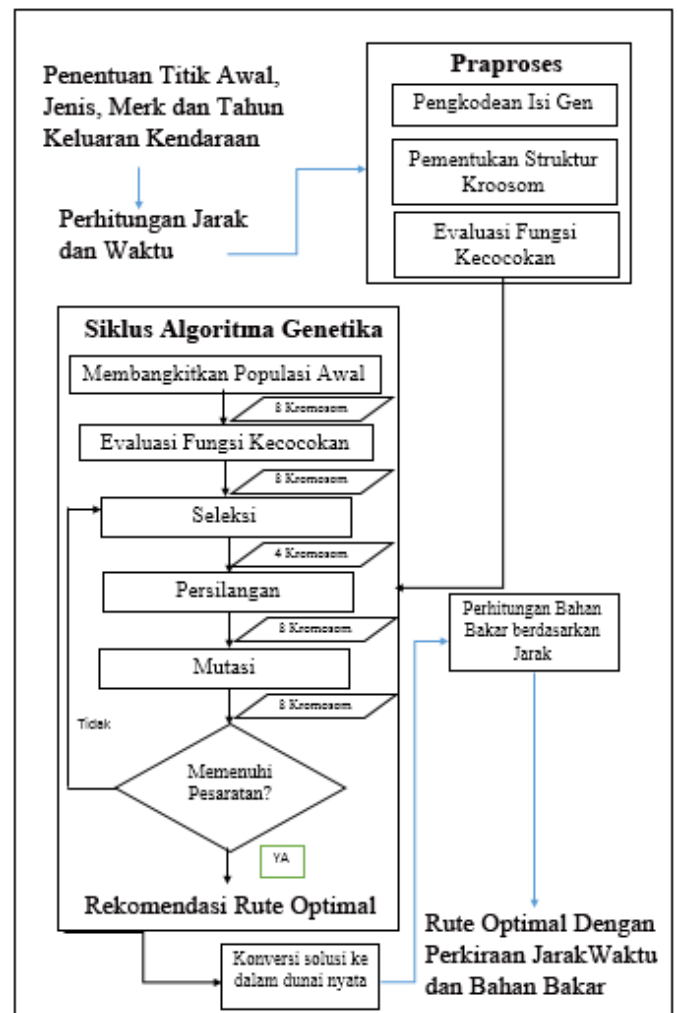 Penentuan Titik Awal,
Jenis, Merk dan Tahun
Keluaran Kendaraan
Perhitungan Jarak
dan Waktu
Praproses
Pengkodean Isi Gen
Pementukan Struktur
Kroosom
Evaluasi Fungsi
Kecocokan
Siklus Algoritma Genetika
Membangkitkan Populasi Awal
8 Kromosom
Evaluasi Fungsi Kecocokan
8 Kromosom
Seleksi
4 Kromosom
Persilangan
8 Kromosom
Mutasi
8 Kromosom
Tidak
Memenuhi
Pesaratan?
YA
Rekomendasi Rute Optimal
Konversi solusi ke
dalam dunai nyata
Perhitungan Bahan
Bakar berdasarkan
Jarak
Rute Optimal Dengan
Perkiraan JarakWaktu
dan Bahan Bakar